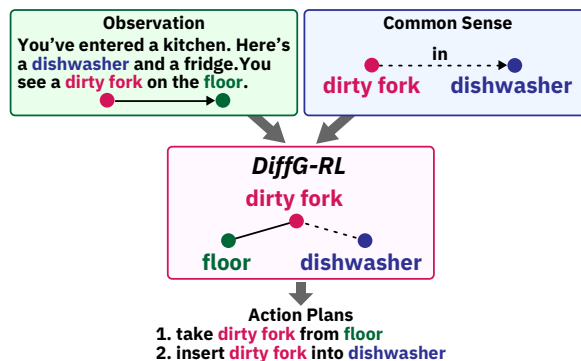 Observation
You've entered a kitchen. Here's
a dishwasher and a fridge.You
see a dirty fork on the floor.
Common Sense
in
dirty fork dishwasher
DiffG-RL
dirty fork
floor dishwasher
Action Plans
1. take dirty fork from floor
2. insert dirty fork into dishwasher